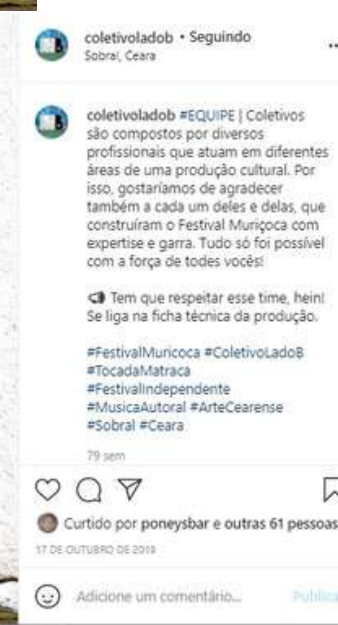 coletivoladob • Seguindo
Sobral, Ceara
coletivoladob #EQUIPE | Coletivos
são compostos por diversos
profissionais que atuam em diferentes
áreas de uma produção cultural. Por
isso, gostaríamos de agradecer
também a cada um deles e delas, que
construíram o Festival Muriçoca com
expertise e garra. Tudo só foi possível
com a força de todes vocês!
Tem que respeitar esse time, hein!
Se liga na ficha técnica da produção.
#FestivalMuricoca #ColetivoLadoB
#TocadaMatraca
#FestivalIndependente
#MusicaAutoral #ArteCearense
#Sobral #Ceara
79 sem
Curtido por poneysbar e outras 61 pessoas
17 DE OUTUBRO DE 2019
Adicione um comentário... Publica